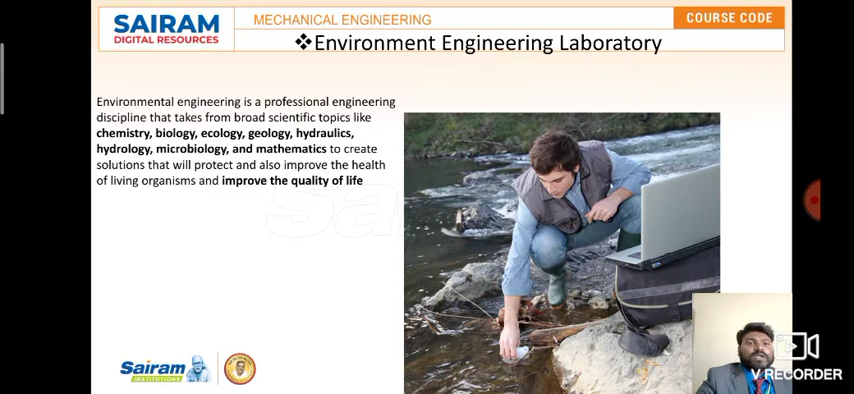 SAIRAM
DIGITAL RESOURCES
MECHANICAL ENGINEERING
COURSE CODE
❖Environment Engineering Laboratory
Environmental engineering is a professional engineering
discipline that takes from broad scientific topics like
chemistry, biology, ecology, geology, hydraulics,
hydrology, microbiology, and mathematics to create
solutions that will protect and also improve the health
of living organisms and improve the quality of life
Sairam
INSTITUTIONS
V RECORDER